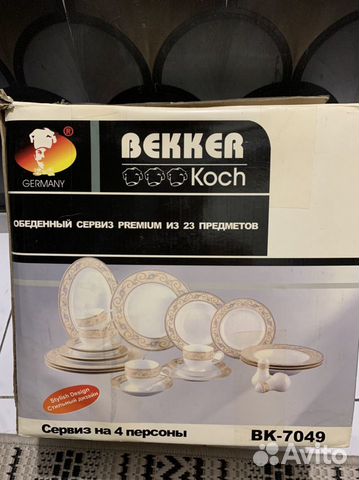 BEKKER
®
GERMANY
Koch
ОБЕДЕННЫЙ СЕРВИЗ PREMIUM ИЗ 23 ПРЕДМЕТОВ
Stylish Design
Стильный дизайн
Сервиз на 4 персоны
BK-7049
Avito